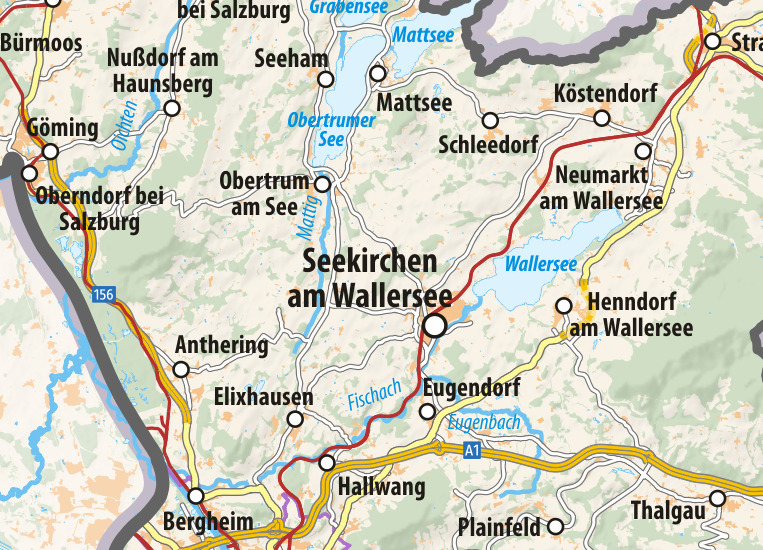 bei Salzburg
Grabensee
Mattsee
Bürmoos
Nußdorf am
Haunsberg
Seeham
Stra
Mattsee
Köstendorf
Oichten
Obertrumer
See
Göming
Schleedorf
Neumarkt
am Wallersee
Oberndorf bei
Salzburg
Obertrum
am See
Mattig
Seekirchen
am Wallersee
Wallersee
156
Henndorf
am Wallersee
Anthering
Elixhausen
Fischach
Eugendorf
Eugenbach
A1
Hallwang
Bergheim
Plainfeld
Thalgau